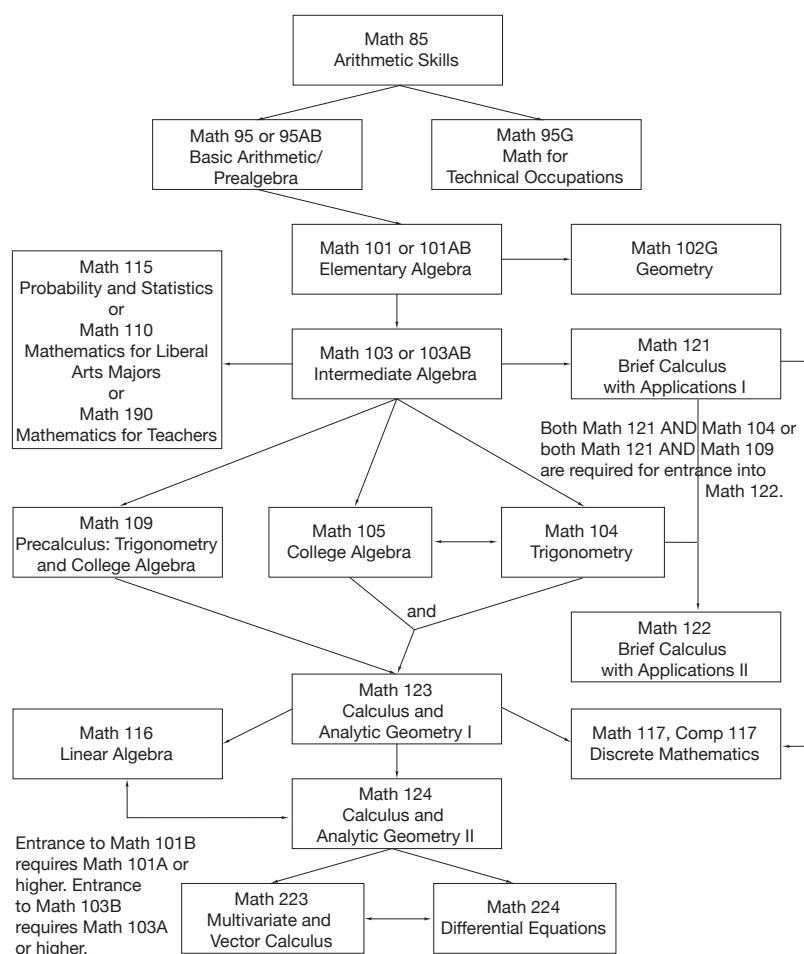 Math 85
Arithmetic Skills
Math 95 or 95AB
Basic Arithmetic/
Prealgebra
Math 95G
Math for
Technical Occupations
Math 101 or 101AB
Elementary Algebra
Math 102G
Geometry
Math 115
Probability and Statistics
or
Math 110
Mathematics for Liberal
Arts Majors
or
Math 190
Mathematics for Teachers
Math 103 or 103AB
Intermediate Algebra
Math 121
Brief Calculus
with Applications I
Both Math 121 AND Math 104 or
both Math 121 AND Math 109
are required for entrance into
Math 122.
Math 109
Precalculus: Trigonometry
and College Algebra
Math 105
College Algebra
Math 104
Trigonometry
and
Math 122
Brief Calculus
with Applications II
Math 123
Calculus and
Analytic Geometry I
Math 116
Linear Algebra
Math 117, Comp 117
Discrete Mathematics
Math 124
Calculus and
Analytic Geometry II
Entrance to Math 101B
requires Math 101A or
higher. Entrance
to Math 103B
requires Math 103A
or higher.
Math 223
Multivariate and
Vector Calculus
Math 224
Differential Equations